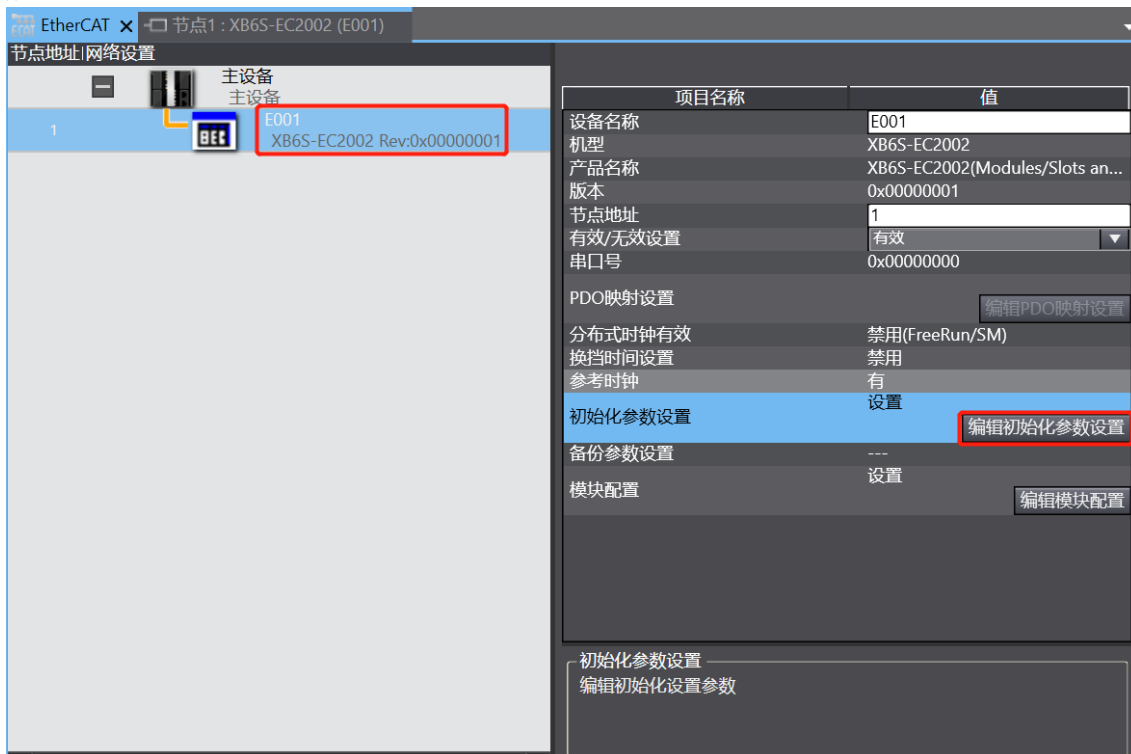 EtherCAT
节点1 : XB6S-EC2002 (E001)
节点地址|网络设置
主设备
主设备
1
E001
XB6S-EC2002 Rev:0x00000001
项目名称 值
设备名称 E001
机型 XB6S-EC2002
产品名称 XB6S-EC2002(Modules/Slots an...
版本 0x00000001
节点地址 1
有效/无效设置 有效
串口号 0x00000000
PDO映射设置 编辑PDO映射设置
分布式时钟有效 禁用(FreeRun/SM)
换挡时间设置 禁用
参考时钟 有
初始化参数设置 设置
编辑初始化参数设置
备份参数设置 ---
模块配置 设置
编辑模块配置
初始化参数设置
编辑初始化设置参数